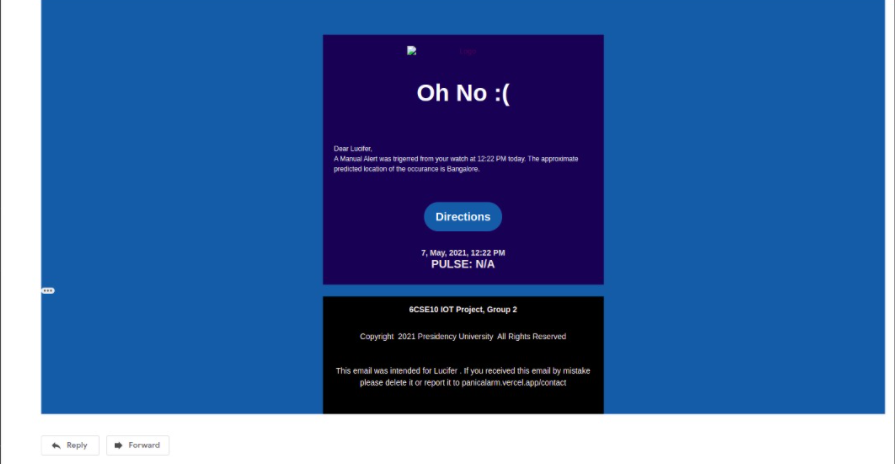 Oh No :(
Dear Lucifer,
A Manual Alert was trigerred from your watch at 12:22 PM today. The approximate
predicted location of the occurance is Bangalore.
Directions
7, May, 2021, 12:22 PM
PULSE: N/A
6CSE10 IOT Project, Group 2
Copyright 2021 Presidency University All Rights Reserved
This email was intended for Lucifer . If you received this email by mistake
please delete it or report it to panicalarm.vercel.app/contact
Reply
Forward